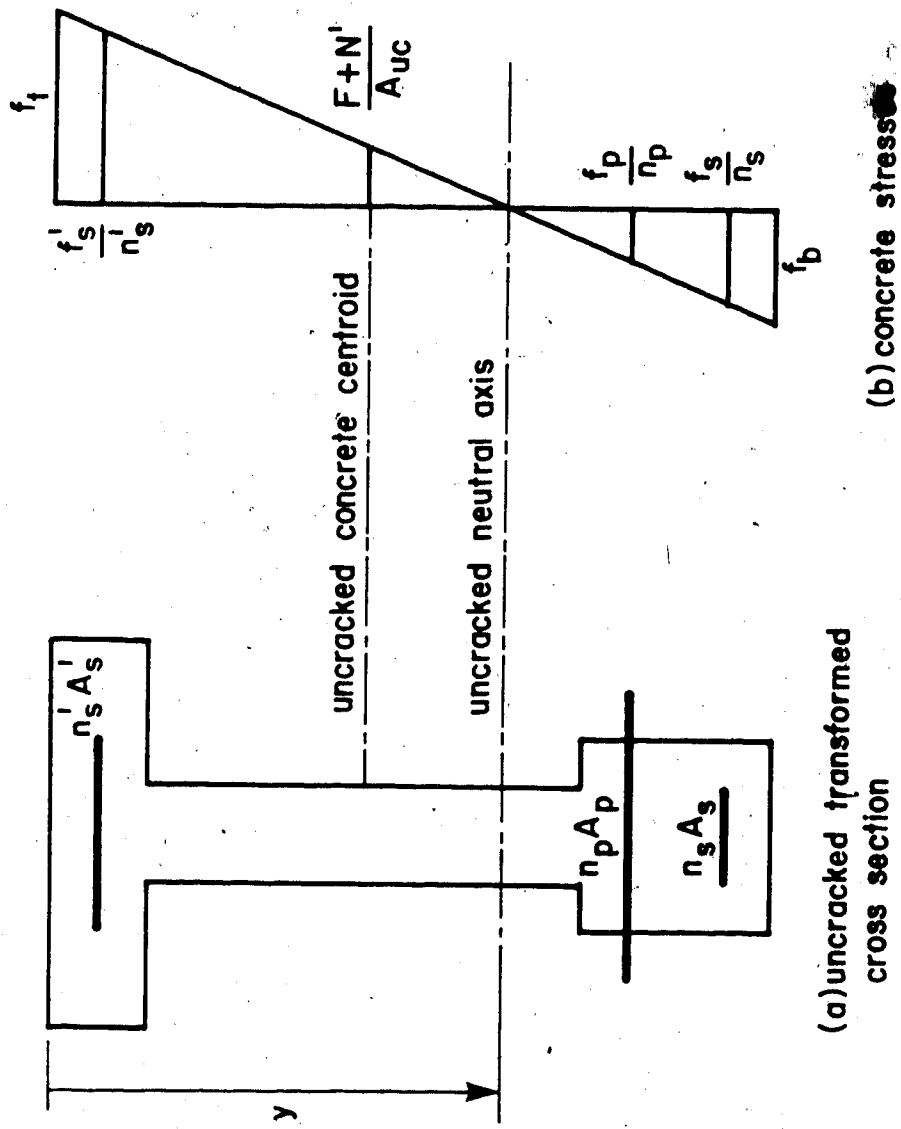 f_t
f'_s
n'_s
F+N'
A_uc
f_p
n_p
f_s
n_s
f_b
(b) concrete stress
uncracked concrete centroid
uncracked neutral axis
n'_s A'_s
n_p A_p
n_s A_s
y
(a) uncracked transformed
cross section